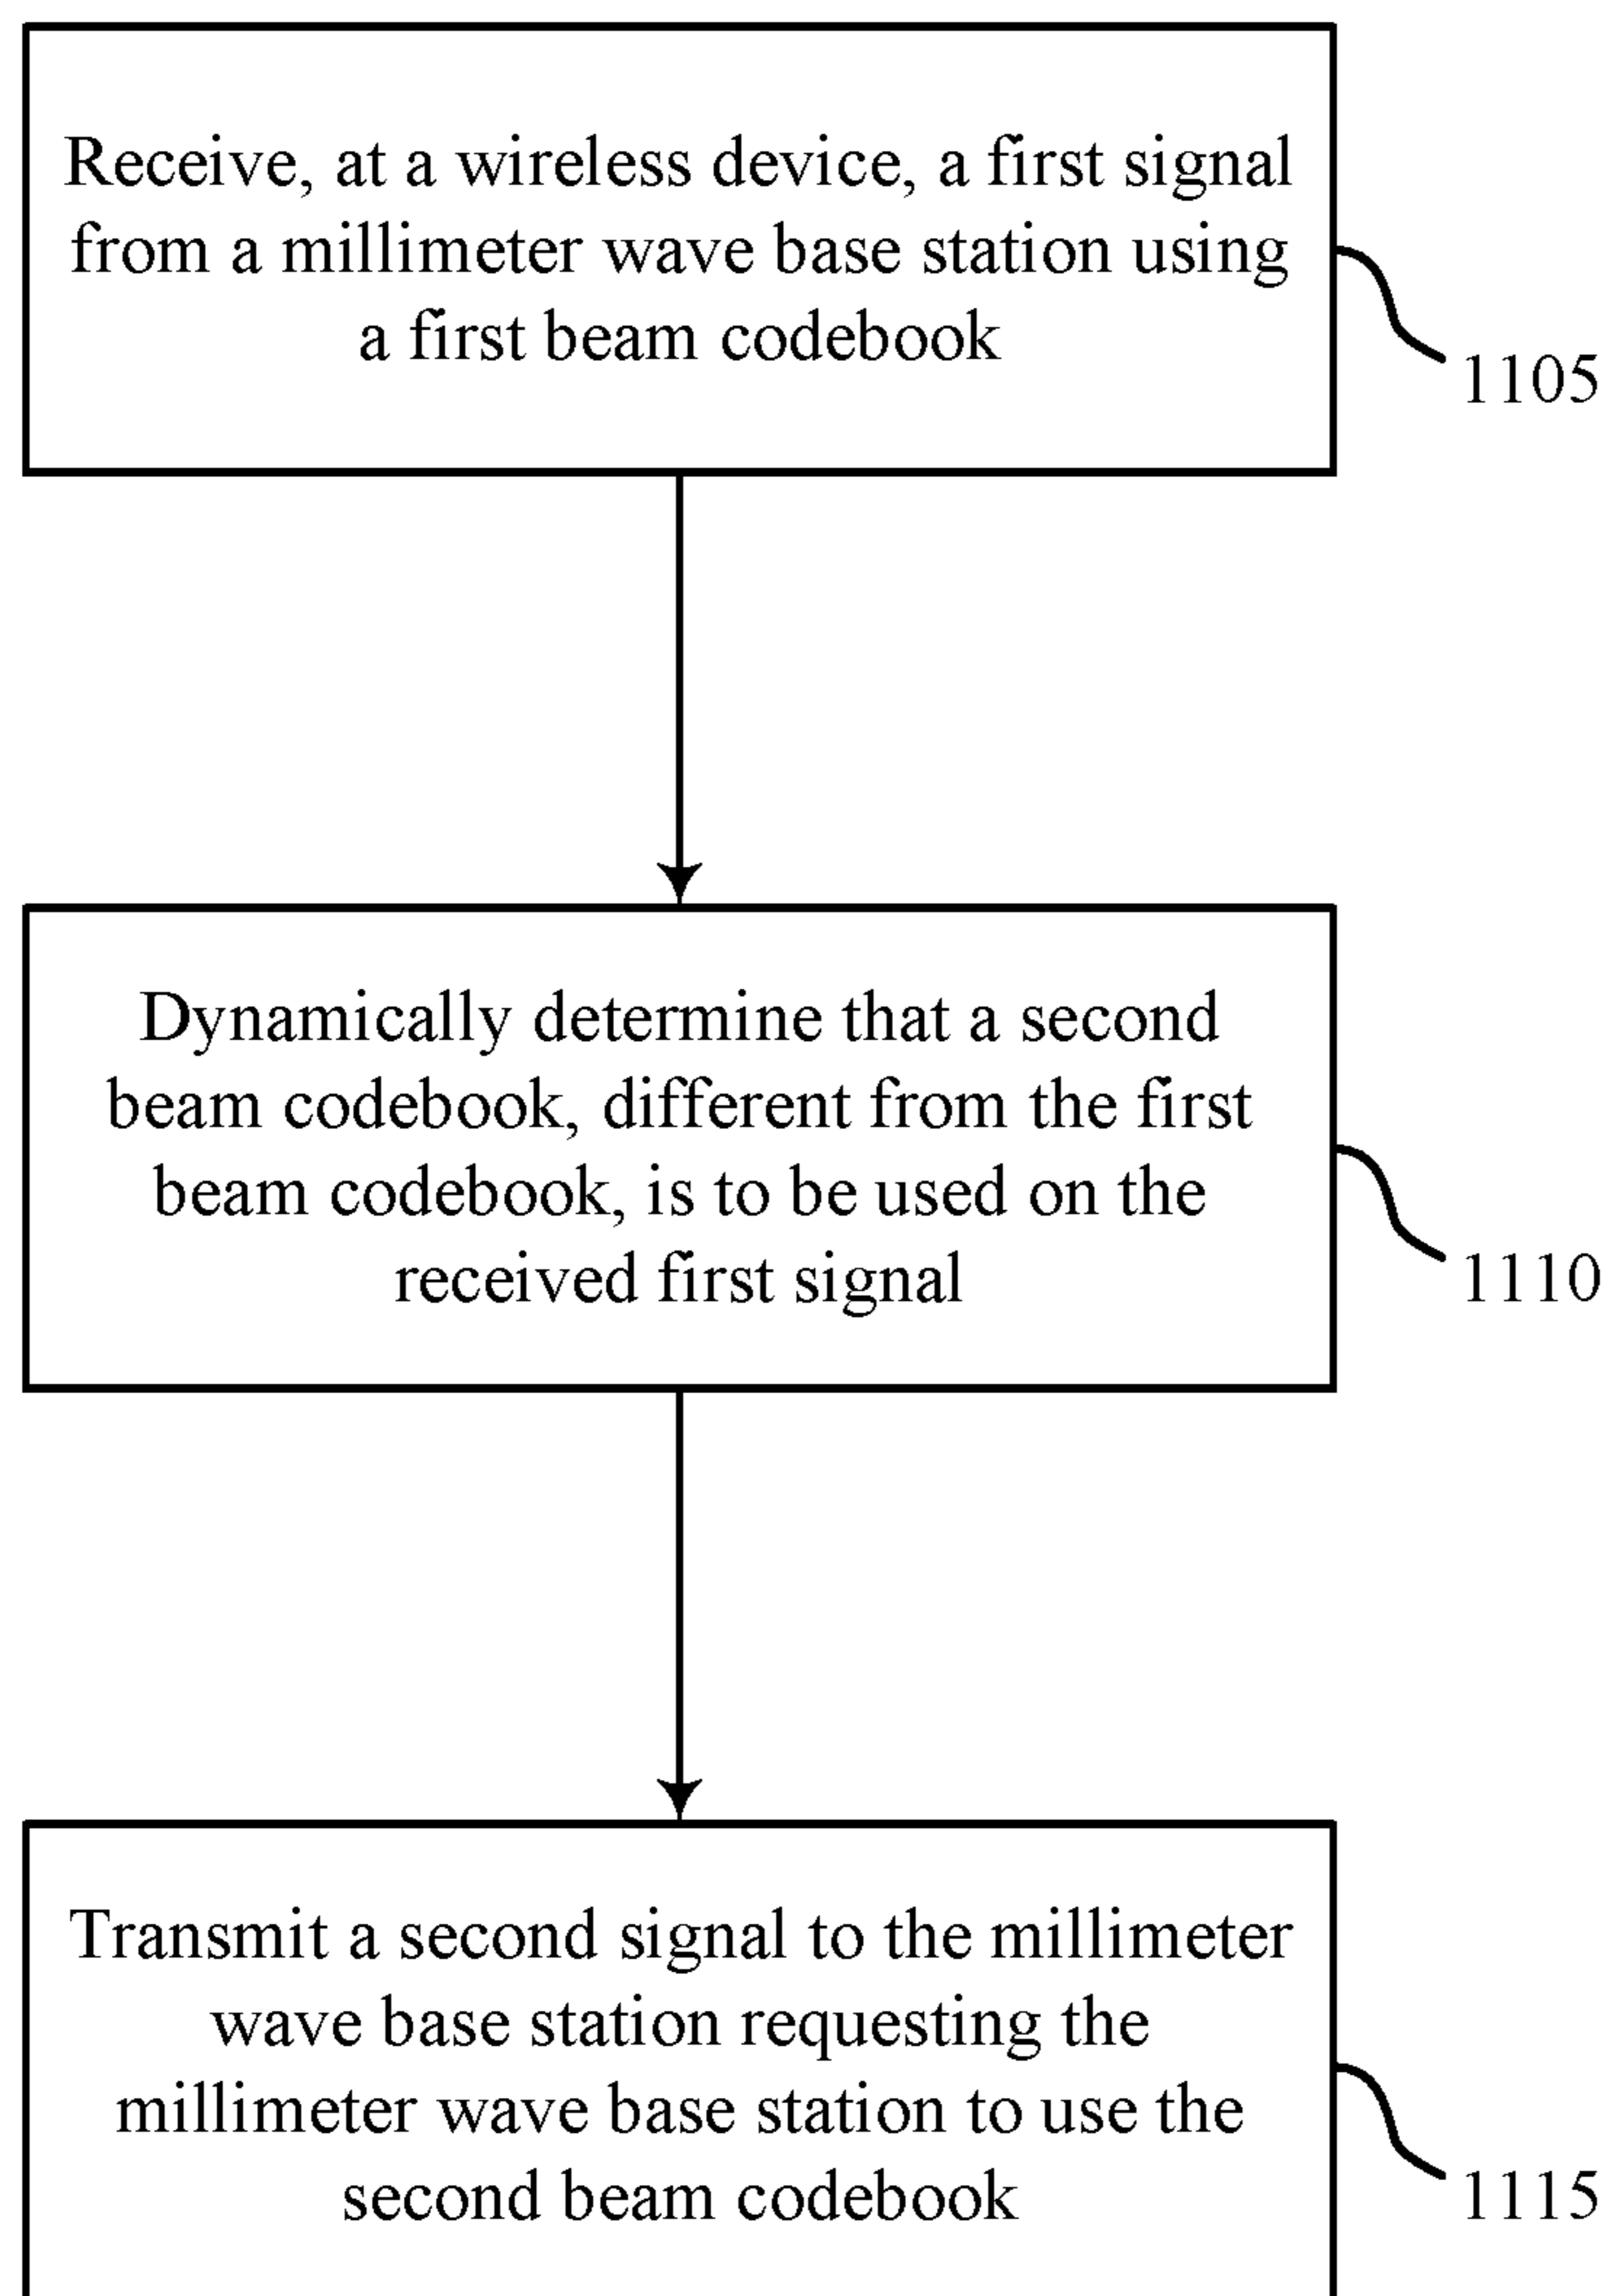 Receive, at a wireless device, a first signal
from a millimeter wave base station using
a first beam codebook
1105
Dynamically determine that a second
beam codebook, different from the first
beam codebook, is to be used on the
received first signal
1110
Transmit a second signal to the millimeter
wave base station requesting the
millimeter wave base station to use the
second beam codebook
1115